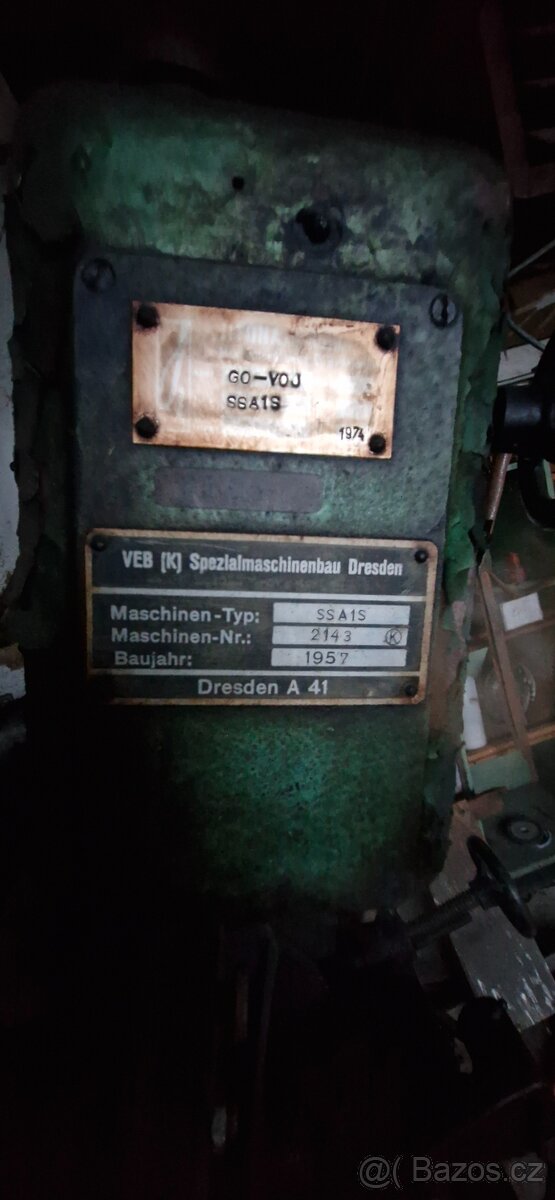 GO-VOJ
SSA1S
1974
VEB (K) Spezialmaschinenbau Dresden
Maschinen-Typ: SSA1S
Maschinen-Nr.: 2143 K
Baujahr: 1957
Dresden A 41
@( Bazos.cz